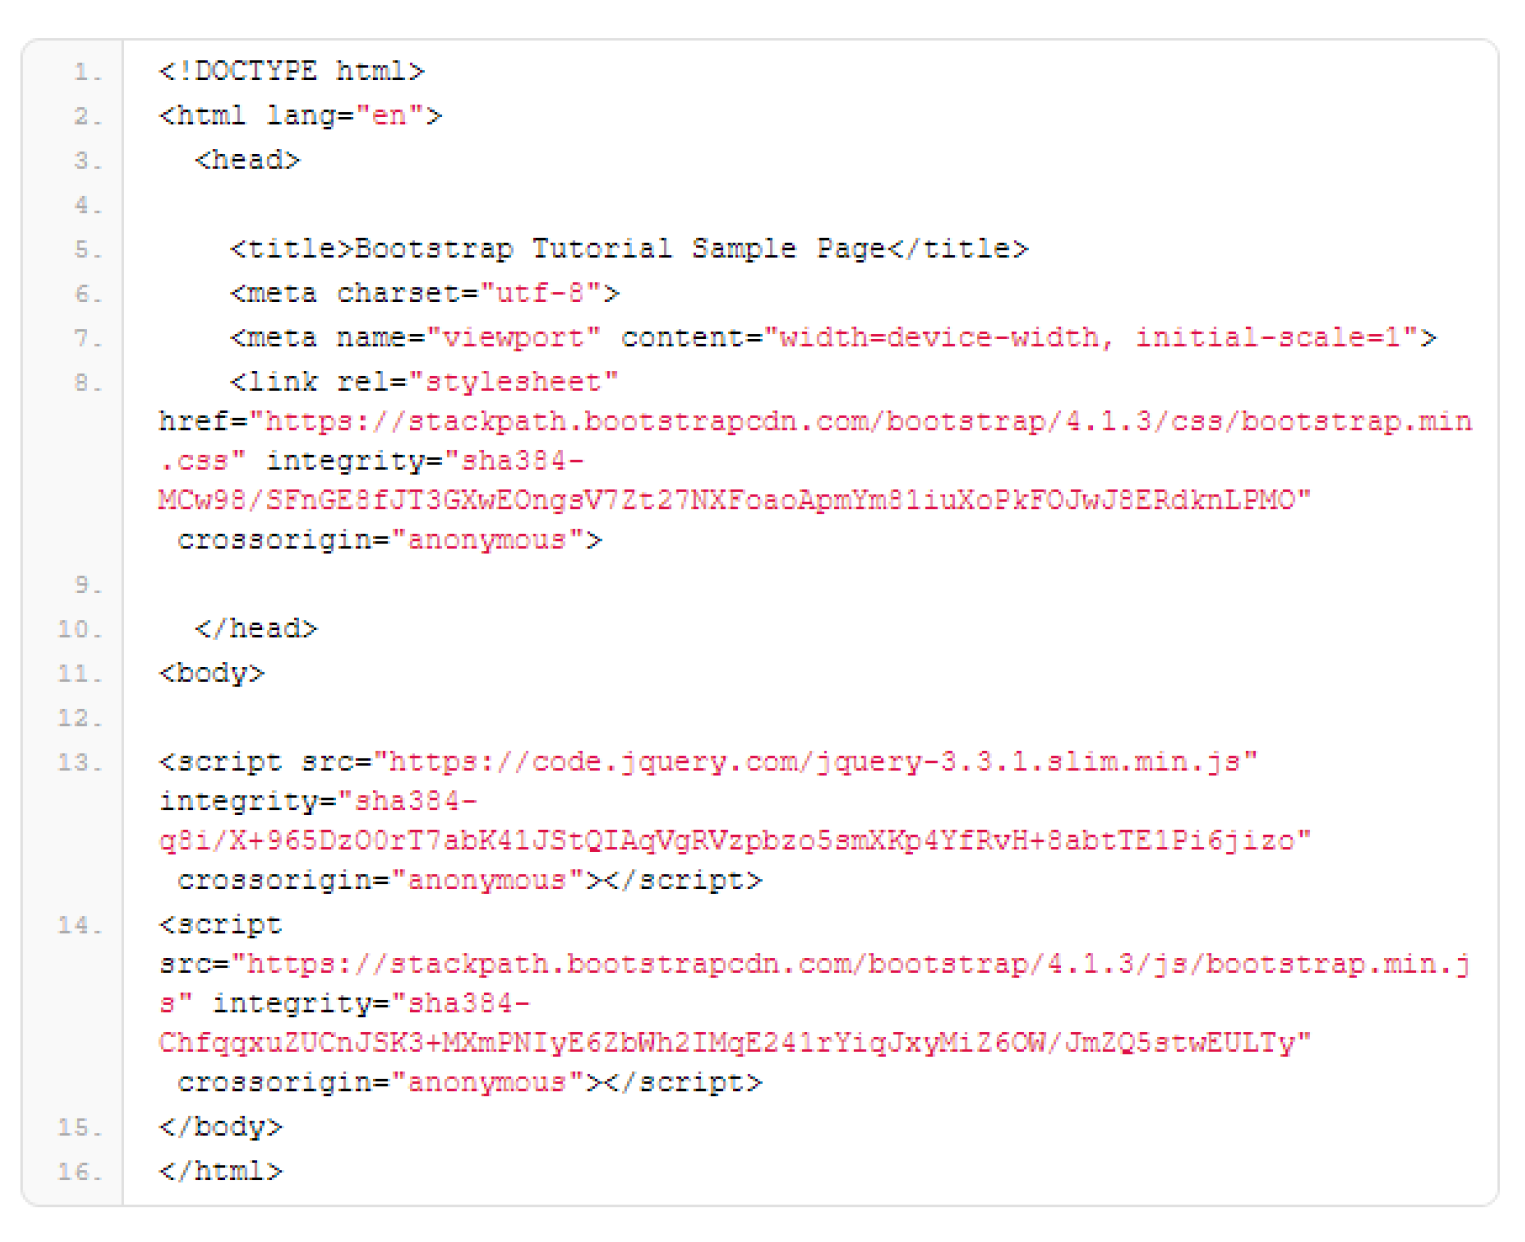 1. <!DOCTYPE html>
2. <html lang="en">
3.   <head>
4.
5.     <title>Bootstrap Tutorial Sample Page</title>
6.     <meta charset="utf-8">
7.     <meta name="viewport" content="width=device-width, initial-scale=1">
8.     <link rel="stylesheet"
href="https://stackpath.bootstrapcdn.com/bootstrap/4.1.3/css/bootstrap.min
.css" integrity="sha384-
MCw98/SFnGE8fJT3GXwEOngsV7Zt27NXFoaoApmYm81iuXoPkFOJwJ8ERdknLPMO"
 crossorigin="anonymous">
9.
10.   </head>
11. <body>
12.
13. <script src="https://code.jquery.com/jquery-3.3.1.slim.min.js"
integrity="sha384-
q8i/X+965DzO0rT7abK41JStQIAqVgRVzpbzo5smXKp4YfRvH+8abtTE1Pi6jizo"
 crossorigin="anonymous"></script>
14. <script
src="https://stackpath.bootstrapcdn.com/bootstrap/4.1.3/js/bootstrap.min.j
s" integrity="sha384-
ChfqqxuZUCnJSK3+MXmPNIyE6ZbWh2IMqE241rYiqJxyMiZ6OW/JmZQ5stwEULTy"
 crossorigin="anonymous"></script>
15. </body>
16. </html>